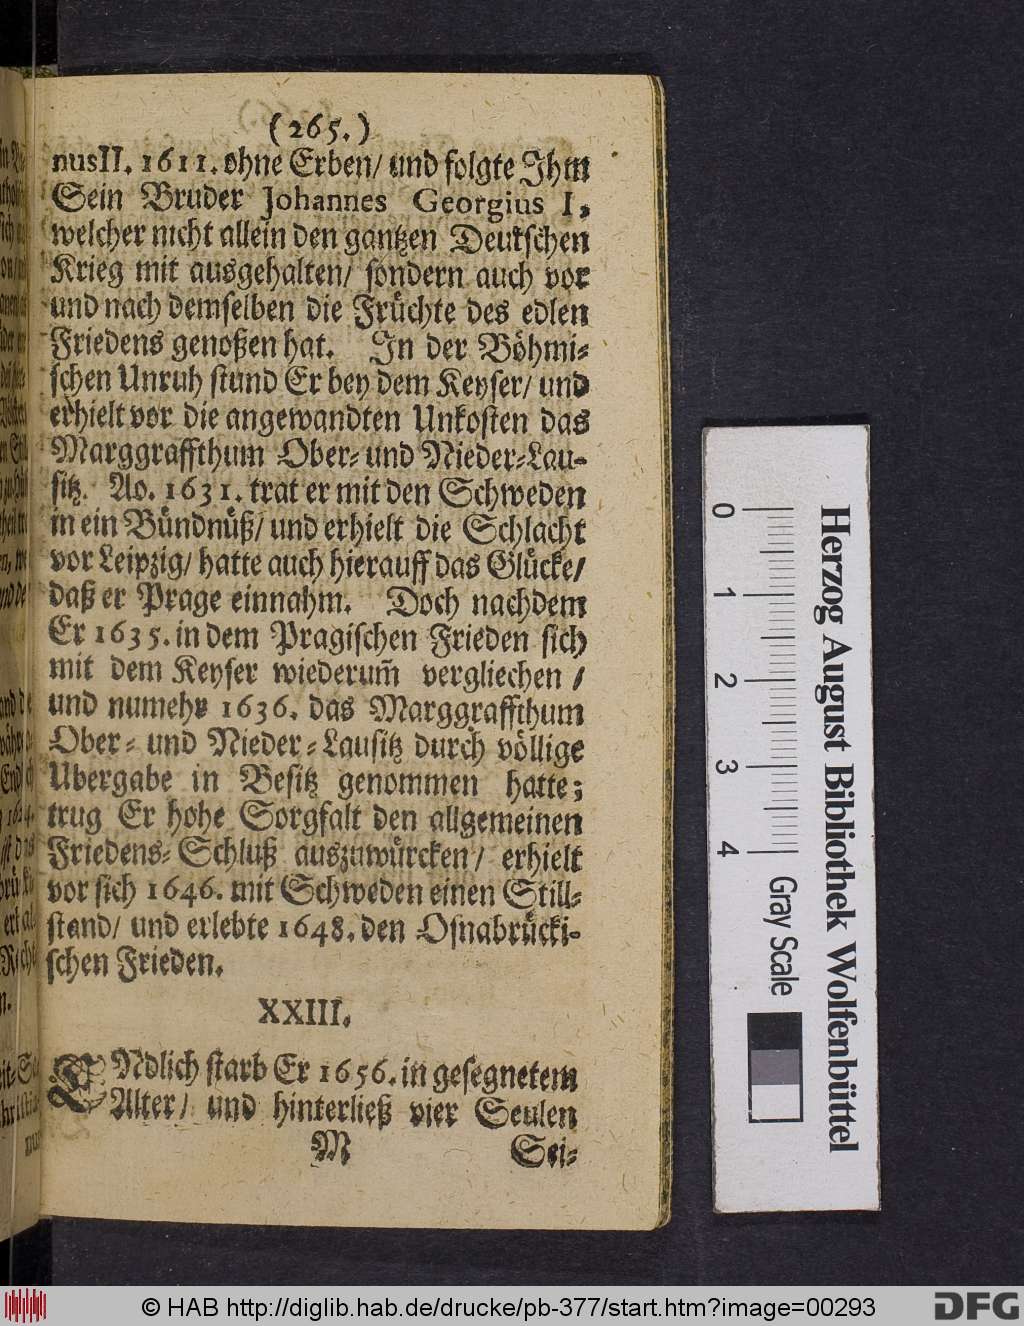 (265.)
nusII. 1611. ohne Erben/ und folgte Ihm
Sein Bruder Johannes Georgius I,
welcher nicht allein den gantzen Deutschen
Krieg mit ausgehalten/ sondern auch vor
und nach demselben die Früchte des edlen
Friedens genoßen hat. In der Böhmi-
schen Unruh stund Er bey dem Keyser/ und
erhielt vor die angewandten Unkosten das
Marggraffthum Ober- und Nieder-Lau-
sitz. Ao. 1631. trat er mit den Schweden
in ein Bündnüß/ und erhielt die Schlacht
vor Leipzig/ hatte auch hierauff das Glücke/
daß er Prage einnahm. Doch nachdem
Er 1635. in dem Pragischen Frieden sich
mit dem Keyser wiederum̃ vergliechen /
und numehr 1636. das Marggraffthum
Ober- und Nieder-Lausitz durch völlige
Ubergabe in Besitz genommen hatte;
trug Er hohe Sorgfalt den allgemeinen
Friedens-Schluß auszuwürcken/ erhielt
vor sich 1646. mit Schweden einen Still-
stand/ und erlebte 1648. den Osnabrücki-
schen Frieden.
XXIII.
ENdlich starb Er 1656. in gesegnetem
Alter/ und hinterließ vier Seulen
M Sei-
0 1 2 3 4
Gray Scale
Herzog August Bibliothek Wolfenbüttel
© HAB http://diglib.hab.de/drucke/pb-377/start.htm?image=00293
DFG